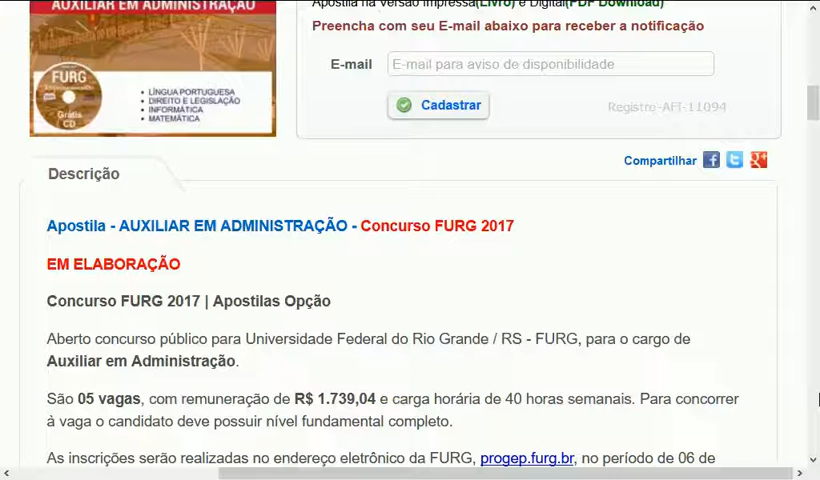 AUXILIAR EM ADMINISTRAÇÃO
FURG
Grátis
CD
• LÍNGUA PORTUGUESA
• DIREITO E LEGISLAÇÃO
• INFORMÁTICA
• MATEMÁTICA
Apostila na versão Impressa(Livro) e Digital(PDF Download)
Preencha com seu E-mail abaixo para receber a notificação
E-mail
E-mail para aviso de disponibilidade
Cadastrar
Registro-AFT-11094
Compartilhar
Descrição
Apostila - AUXILIAR EM ADMINISTRAÇÃO - Concurso FURG 2017
EM ELABORAÇÃO
Concurso FURG 2017 | Apostilas Opção
Aberto concurso público para Universidade Federal do Rio Grande / RS - FURG, para o cargo de
Auxiliar em Administração.
São 05 vagas, com remuneração de R$ 1.739,04 e carga horária de 40 horas semanais. Para concorrer
à vaga o candidato deve possuir nível fundamental completo.
As inscrições serão realizadas no endereço eletrônico da FURG, progep.furg.br, no período de 06 de